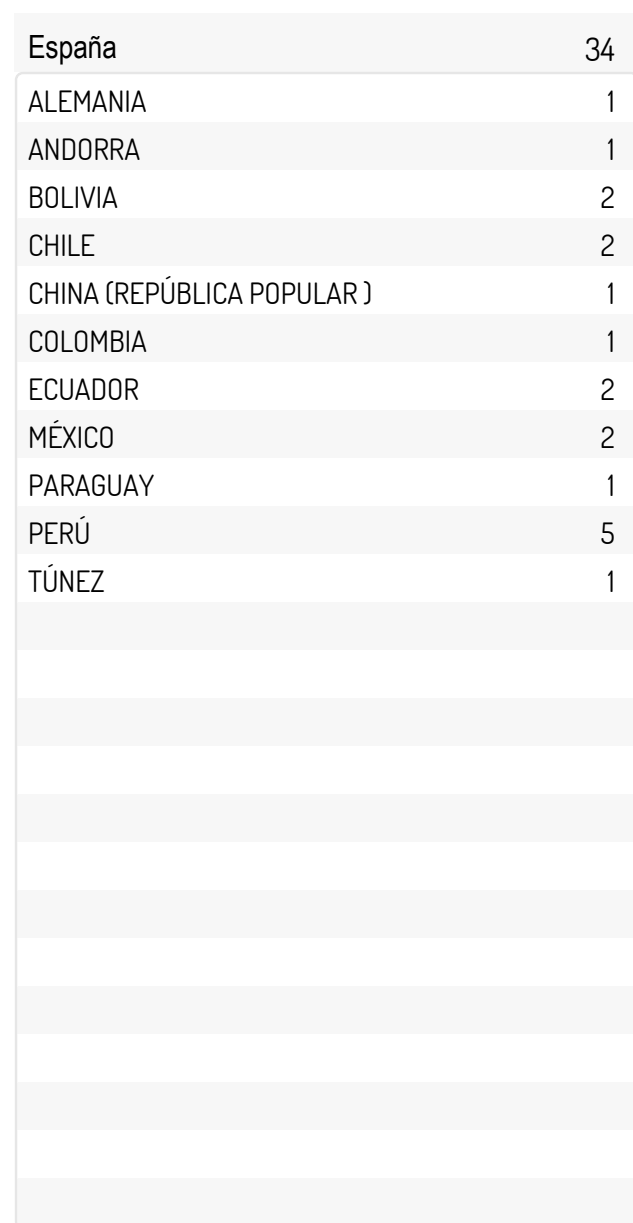 España 34
ALEMANIA 1
ANDORRA 1
BOLIVIA 2
CHILE 2
CHINA (REPÚBLICA POPULAR ) 1
COLOMBIA 1
ECUADOR 2
MÉXICO 2
PARAGUAY 1
PERÚ 5
TÚNEZ 1